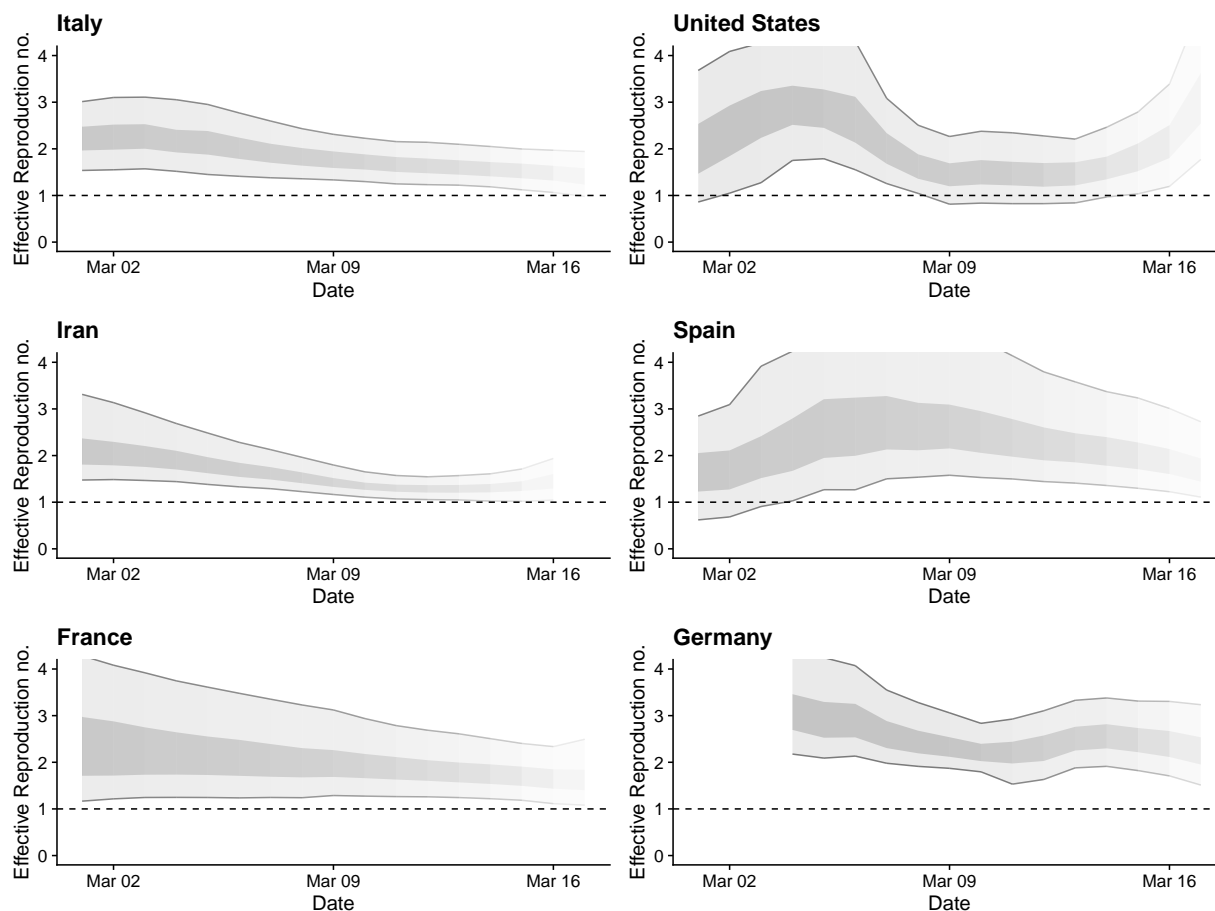 Italy
Effective Reproduction no.
4
3
2
1
0
Mar 02
Mar 09
Mar 16
Date
United States
Effective Reproduction no.
4
3
2
1
0
Mar 02
Mar 09
Mar 16
Date
Iran
Effective Reproduction no.
4
3
2
1
0
Mar 02
Mar 09
Mar 16
Date
Spain
Effective Reproduction no.
4
3
2
1
0
Mar 02
Mar 09
Mar 16
Date
France
Effective Reproduction no.
4
3
2
1
0
Mar 02
Mar 09
Mar 16
Date
Germany
Effective Reproduction no.
4
3
2
1
0
Mar 02
Mar 09
Mar 16
Date